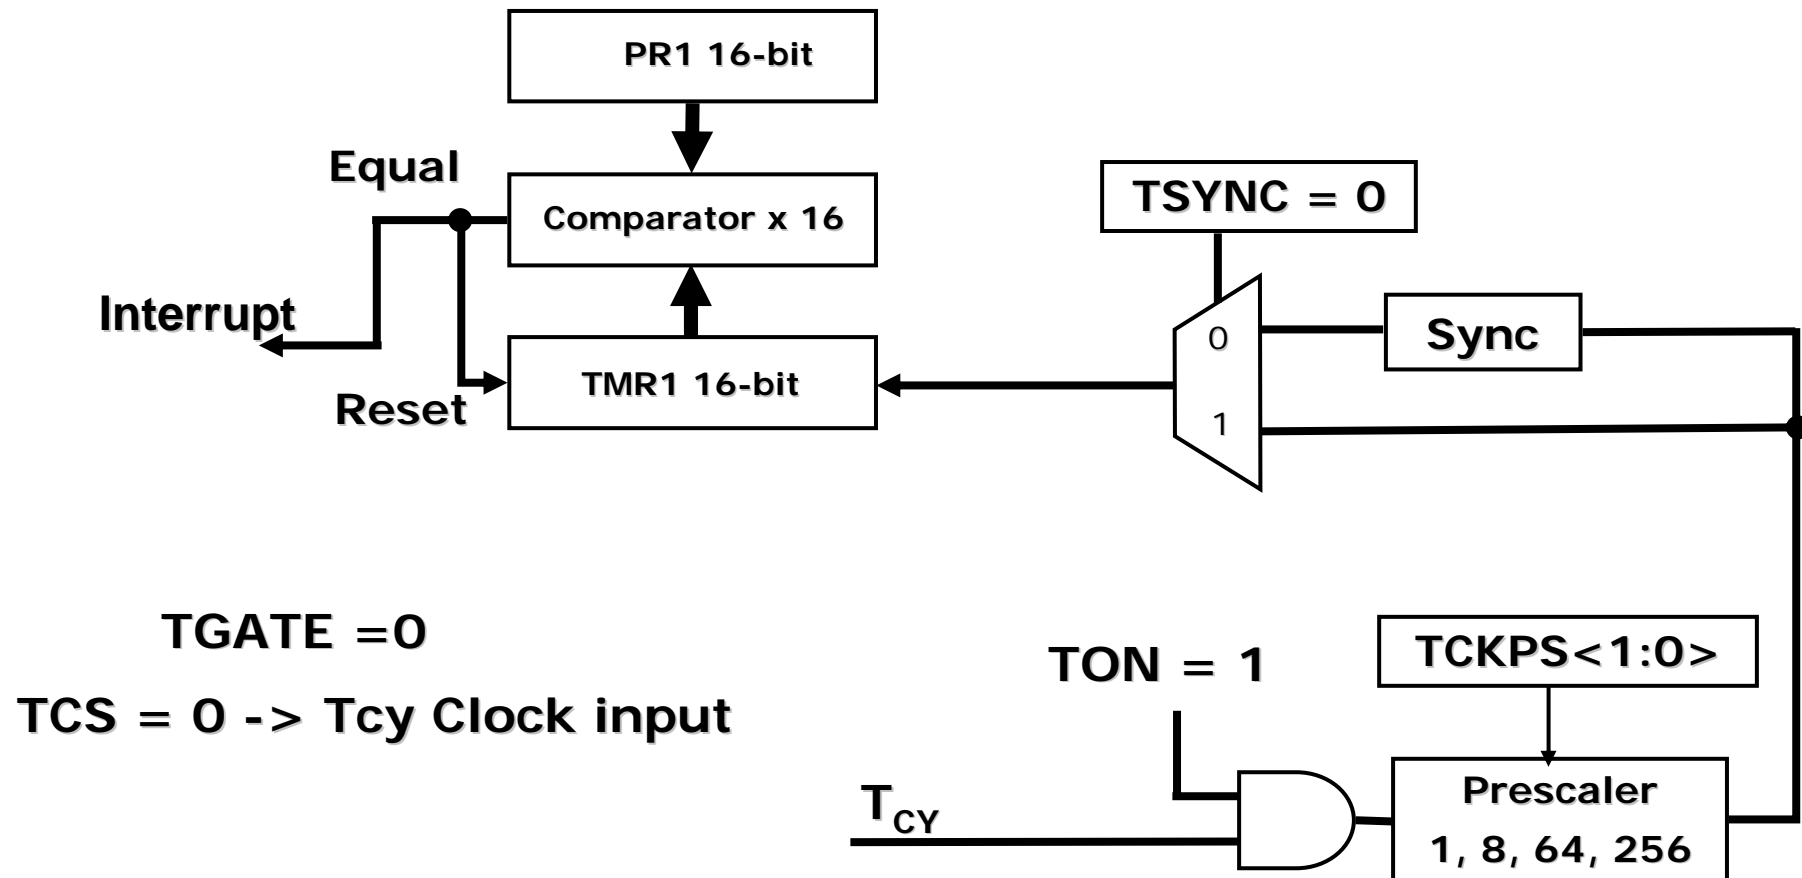 PR1 16-bit
Equal
TSYNC = 0
Comparator x 16
Interrupt
0
Sync
TMR1 16-bit
Reset
1
TGATE =0
TON = 1
TCKPS<1:0>
TCS = 0 -> Tcy Clock input
TCY
Prescaler
1, 8, 64, 256